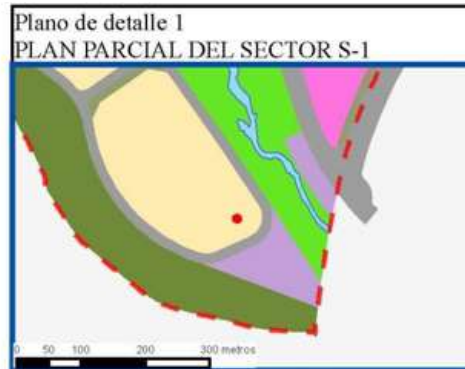 Plano de detalle 1
PLAN PARCIAL DEL SECTOR S-1
0 50 100 200 300 metros